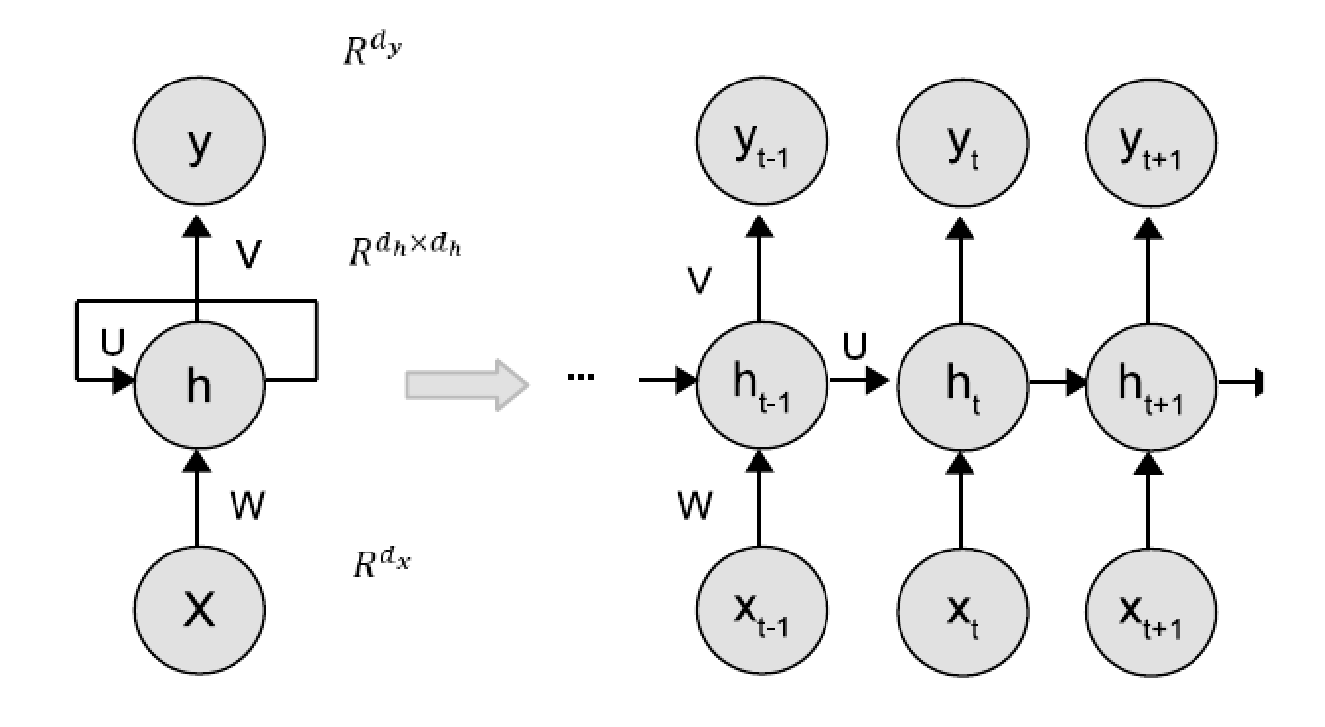 R^{d_y}
y
y_{t-1} y_t y_{t+1}
V
R^{d_h×d_h}
V
U
U
h
...
h_{t-1} h_t h_{t+1}
W
W
R^{d_x}
X
x_{t-1} x_t x_{t+1}